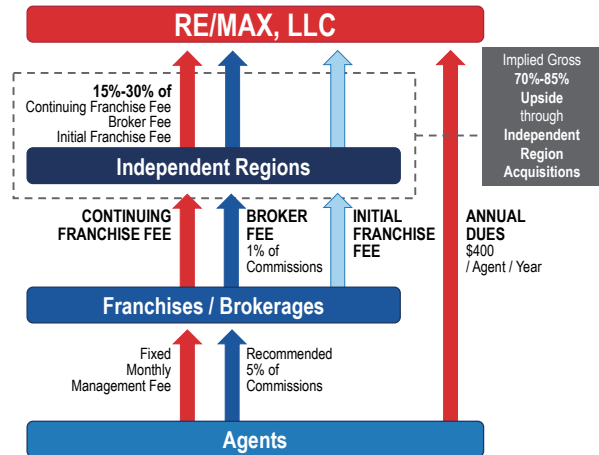 RE/MAX, LLC
15%-30% of
Continuing Franchise Fee
Broker Fee
Initial Franchise Fee
Implied Gross
70%-85%
Upside
through
Independent
Region
Acquisitions
Independent Regions
CONTINUING
FRANCHISE FEE
BROKER
FEE
1% of
Commissions
INITIAL
FRANCHISE
FEE
ANNUAL
DUES
$400
/ Agent / Year
Franchises / Brokerages
Fixed
Monthly
Management Fee
Recommended
5% of
Commissions
Agents